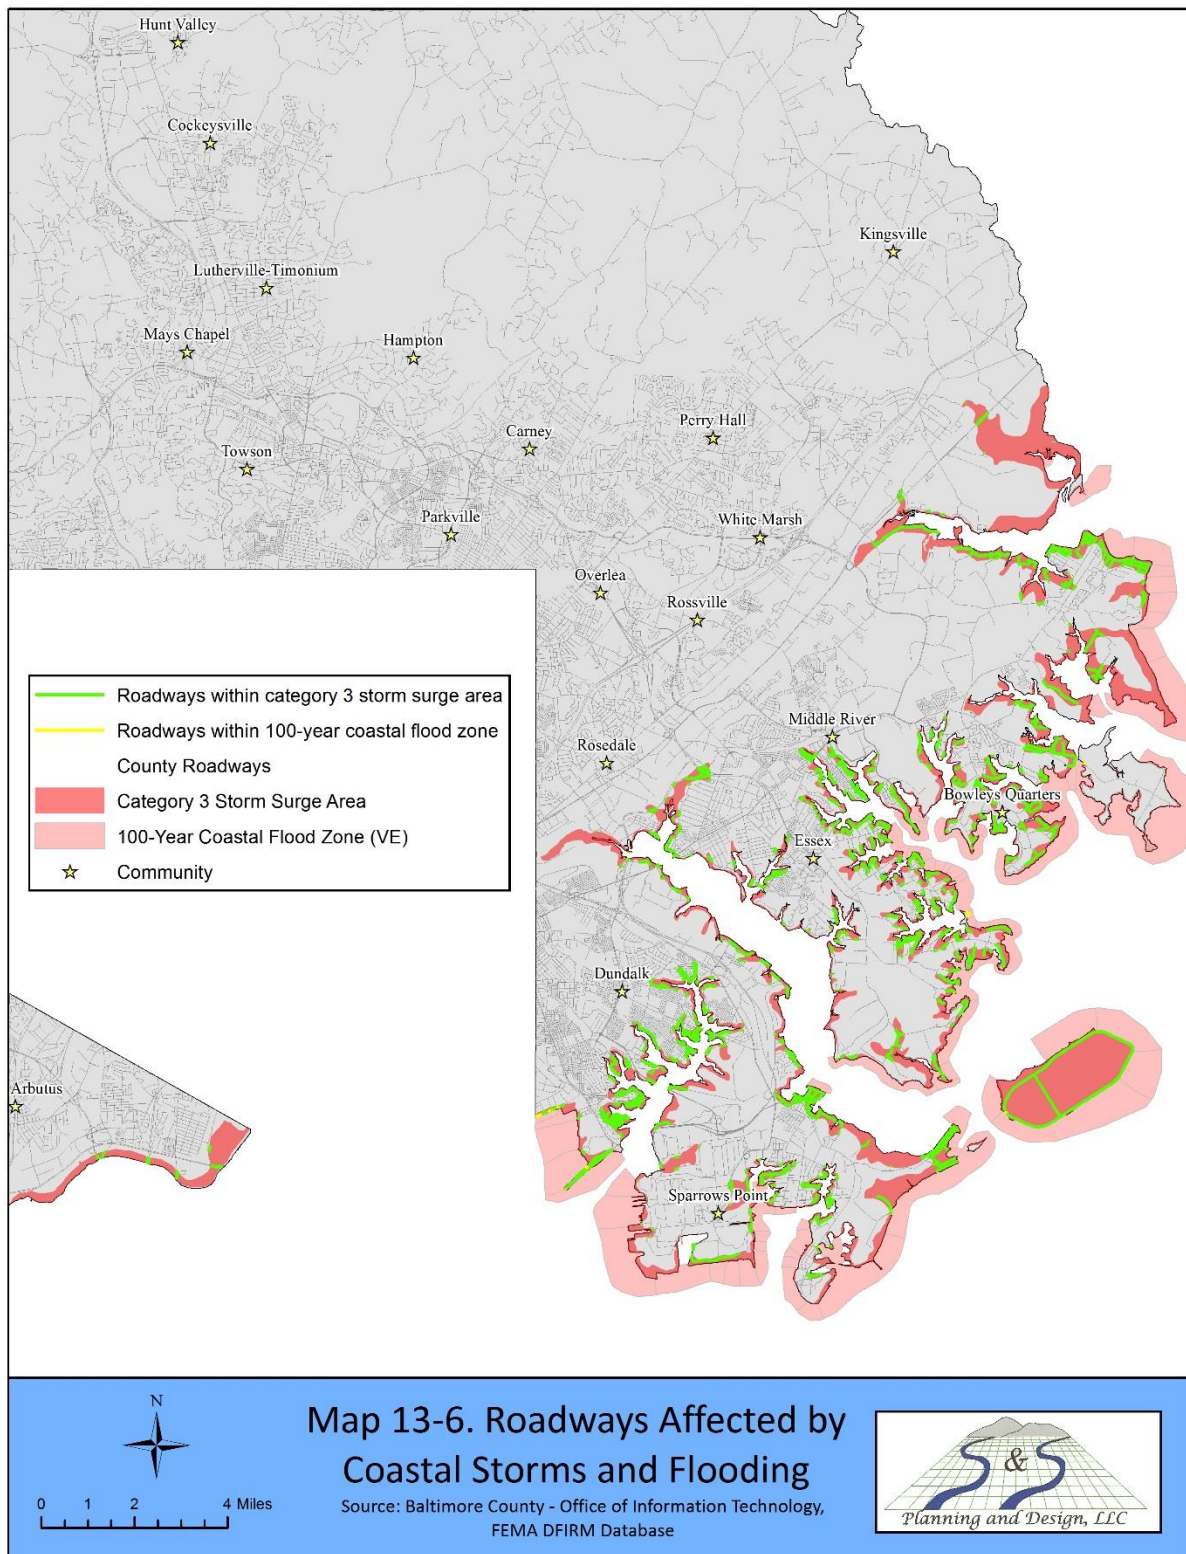 Hunt Valley
Cockeysville
Kingsville
Lutherville-Timonium
Mays Chapel
Hampton
Perry Hall
Carney
Towson
Parkville
White Marsh
Overlea
Rossville
Roadways within category 3 storm surge area
Roadways within 100-year coastal flood zone
County Roadways
Category 3 Storm Surge Area
100-Year Coastal Flood Zone (VE)
Community
Middle River
Rosedale
Bowleys Quarters
Essex
Dundalk
Arbutus
Sparrows Point
N
0 1 2 4 Miles
Map 13-6. Roadways Affected by
Coastal Storms and Flooding
Source: Baltimore County - Office of Information Technology,
FEMA DFIRM Database
S & S
Planning and Design, LLC